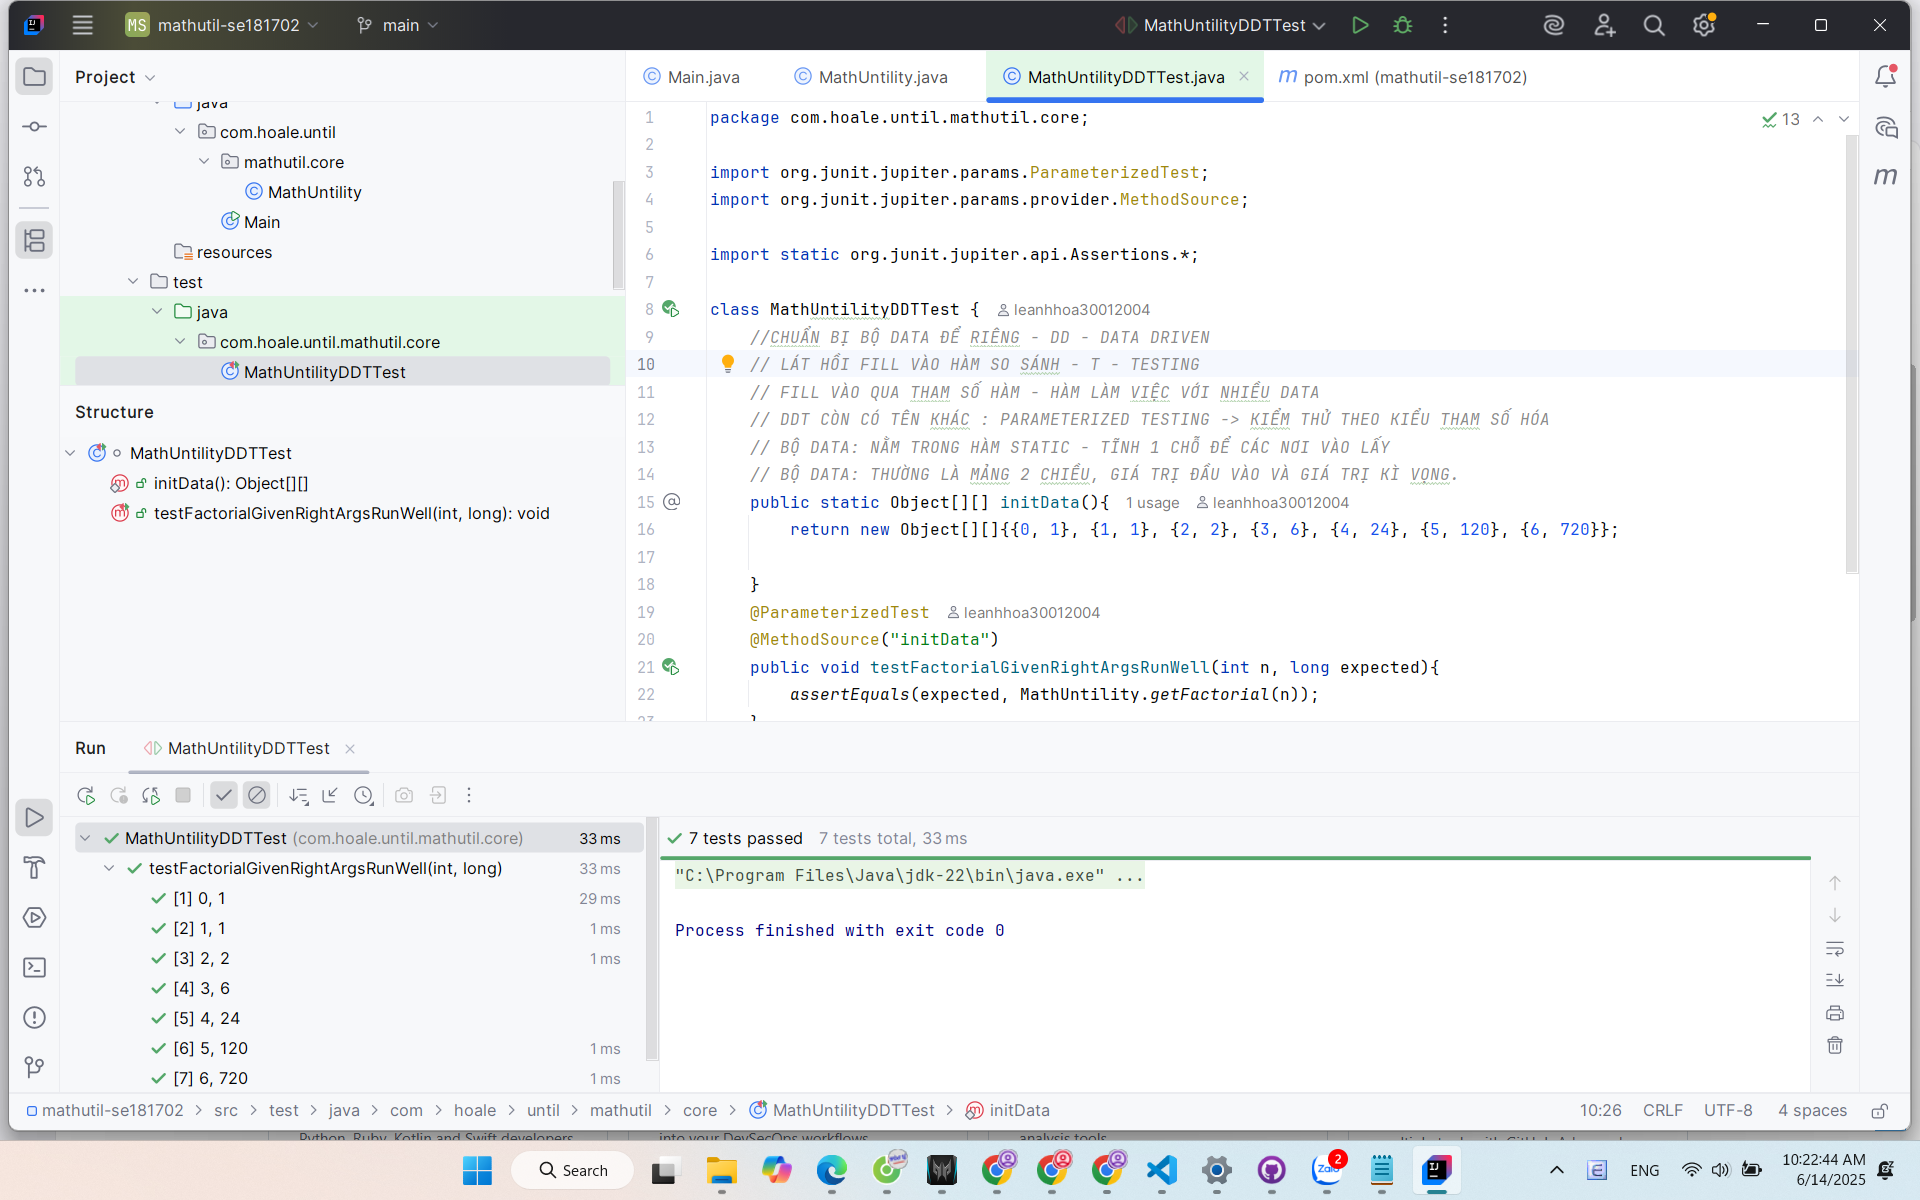 MS mathutil-se181702 main MathUntilityDDTTest
Project
Main.java MathUntility.java MathUntilityDDTTest.java pom.xml (mathutil-se181702)
java
com.hoale.until
mathutil.core
MathUntility
Main
resources
test
java
com.hoale.until.mathutil.core
MathUntilityDDTTest
Structure
MathUntilityDDTTest
initData(): Object[][]
testFactorialGivenRightArgsRunWell(int, long): void
13
1 package com.hoale.until.mathutil.core;
2
3 import org.junit.jupiter.params.ParameterizedTest;
4 import org.junit.jupiter.params.provider.MethodSource;
5
6 import static org.junit.jupiter.api.Assertions.*;
7
8 class MathUntilityDDTTest { leanhhoa30012004
9 //CHUẨN BỊ BỘ DATA ĐỂ RIÊNG - DD - DATA DRIVEN
10 // LÁT HỒI FILL VÀO HÀM SO SÁNH - T - TESTING
11 // FILL VÀO QUA THAM SỐ HÀM - HÀM LÀM VIỆC VỚI NHIỀU DATA
12 // DDT CÒN CÓ TÊN KHÁC : PARAMETERIZED TESTING -> KIỂM THỬ THEO KIỂU THAM SỐ HÓA
13 // BỘ DATA: NẰM TRONG HÀM STATIC - TĨNH 1 CHỖ ĐỂ CÁC NƠI VÀO LẤY
14 // BỘ DATA: THƯỜNG LÀ MẢNG 2 CHIỀU, GIÁ TRỊ ĐẦU VÀO VÀ GIÁ TRỊ KÌ VỌNG.
15 public static Object[][] initData(){ 1 usage leanhhoa30012004
16 return new Object[][]{{0, 1}, {1, 1}, {2, 2}, {3, 6}, {4, 24}, {5, 120}, {6, 720}};
17
18 }
19 @ParameterizedTest leanhhoa30012004
20 @MethodSource("initData")
21 public void testFactorialGivenRightArgsRunWell(int n, long expected){
22 assertEquals(expected, MathUntility.getFactorial(n));
23 }
Run MathUntilityDDTTest
MathUntilityDDTTest (com.hoale.until.mathutil.core) 33 ms
testFactorialGivenRightArgsRunWell(int, long) 33 ms
[1] 0, 1 29 ms
[2] 1, 1 1 ms
[3] 2, 2 1 ms
[4] 3, 6
[5] 4, 24
[6] 5, 120 1 ms
[7] 6, 720 1 ms
7 tests passed 7 tests total, 33 ms
"C:\Program Files\Java\jdk-22\bin\java.exe" ...
Process finished with exit code 0
mathutil-se181702 > src > test > java > com > hoale > until > mathutil > core > MathUntilityDDTTest > initData 10:26 CRLF UTF-8 4 spaces
Python, Ruby, Kotlin and Swift developers into your DevSecOps workflows analysis tools
Search Zalo 2 ENG 10:22:44 AM
6/14/2025